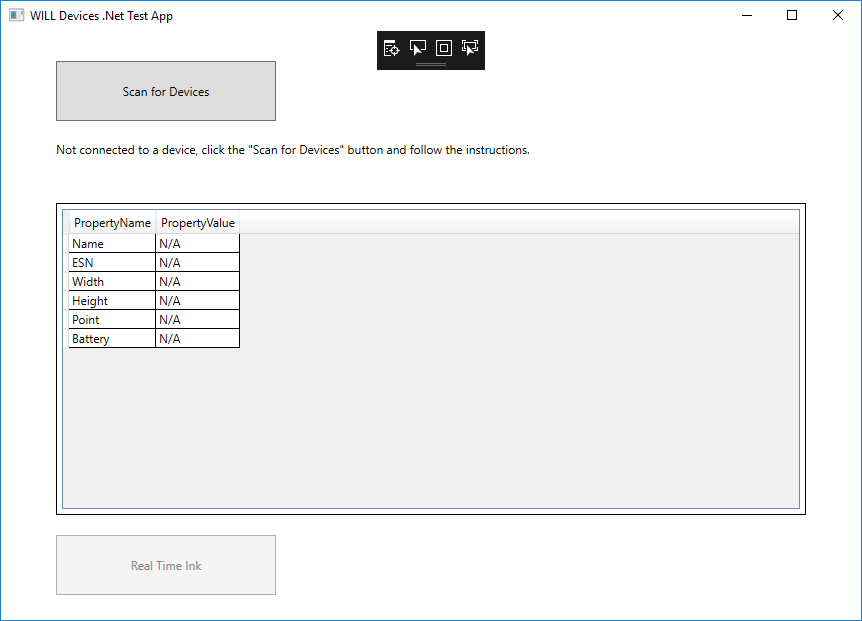 WILL Devices .Net Test App
Scan for Devices
Not connected to a device, click the "Scan for Devices" button and follow the instructions.
PropertyName PropertyValue
Name N/A
ESN N/A
Width N/A
Height N/A
Point N/A
Battery N/A
Real Time Ink